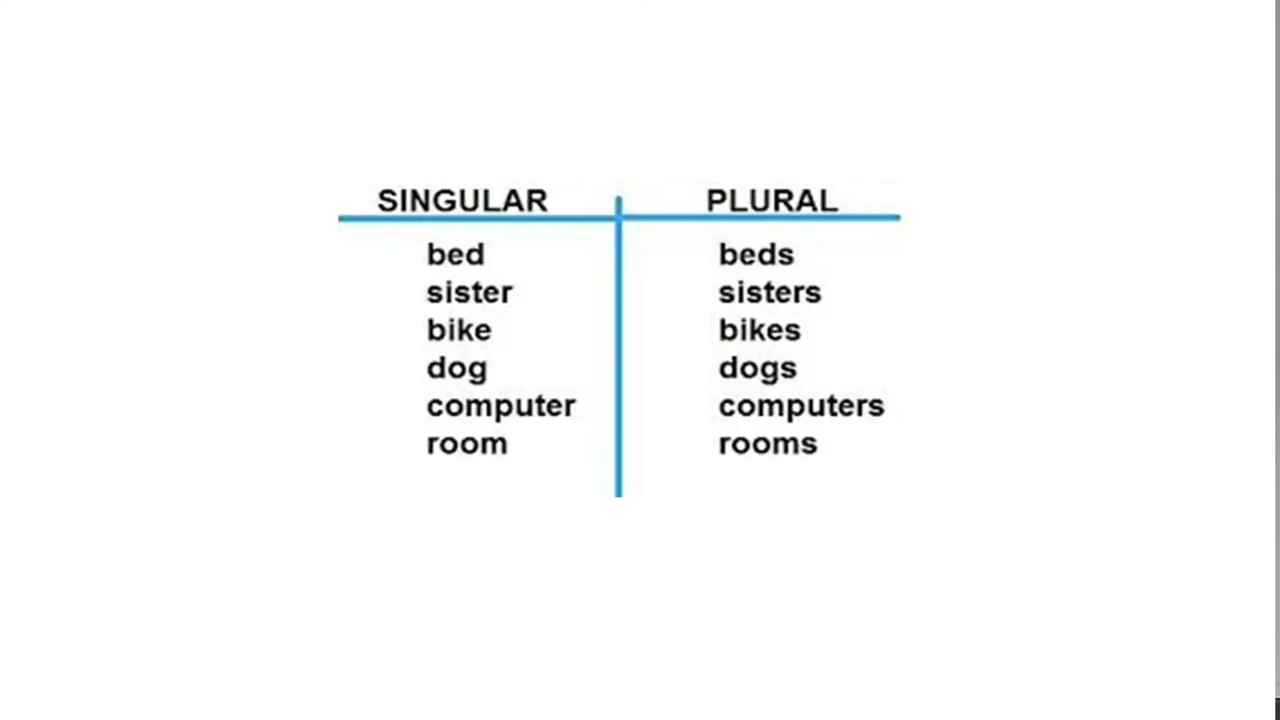 SINGULAR PLURAL
bed beds
sister sisters
bike bikes
dog dogs
computer computers
room rooms